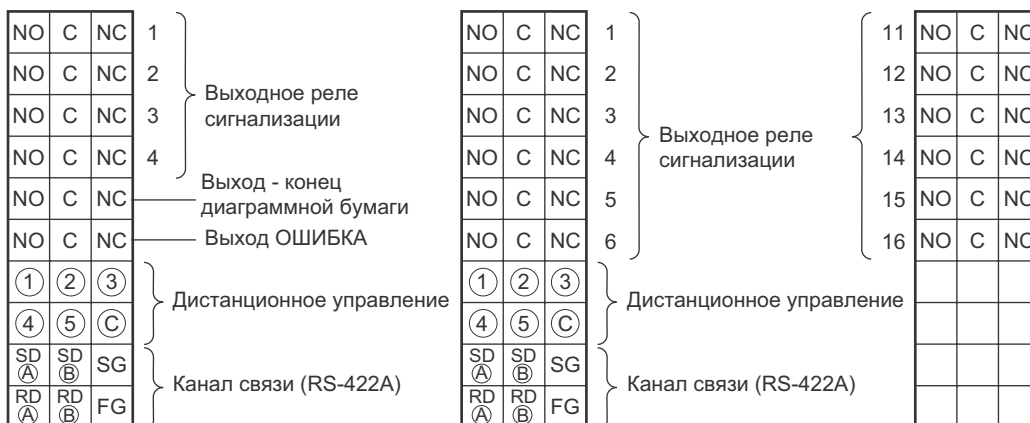 NO C NC 1
NO C NC 2
NO C NC 3
NO C NC 4
Выходное реле
сигнализации
NO C NC
Выход - конец
диаграммной бумаги
NO C NC
Выход ОШИБКА
1 2 3
4 5 C
Дистанционное управление
SD A SD B SG
RD A RD B FG
Канал связи (RS-422A)
NO C NC 1
NO C NC 2
NO C NC 3
NO C NC 4
NO C NC 5
NO C NC 6
Выходное реле
сигнализации
1 2 3
4 5 C
Дистанционное управление
SD A SD B SG
RD A RD B FG
Канал связи (RS-422A)
11 NO C NC
12 NO C NC
13 NO C NC
14 NO C NC
15 NO C NC
16 NO C NC